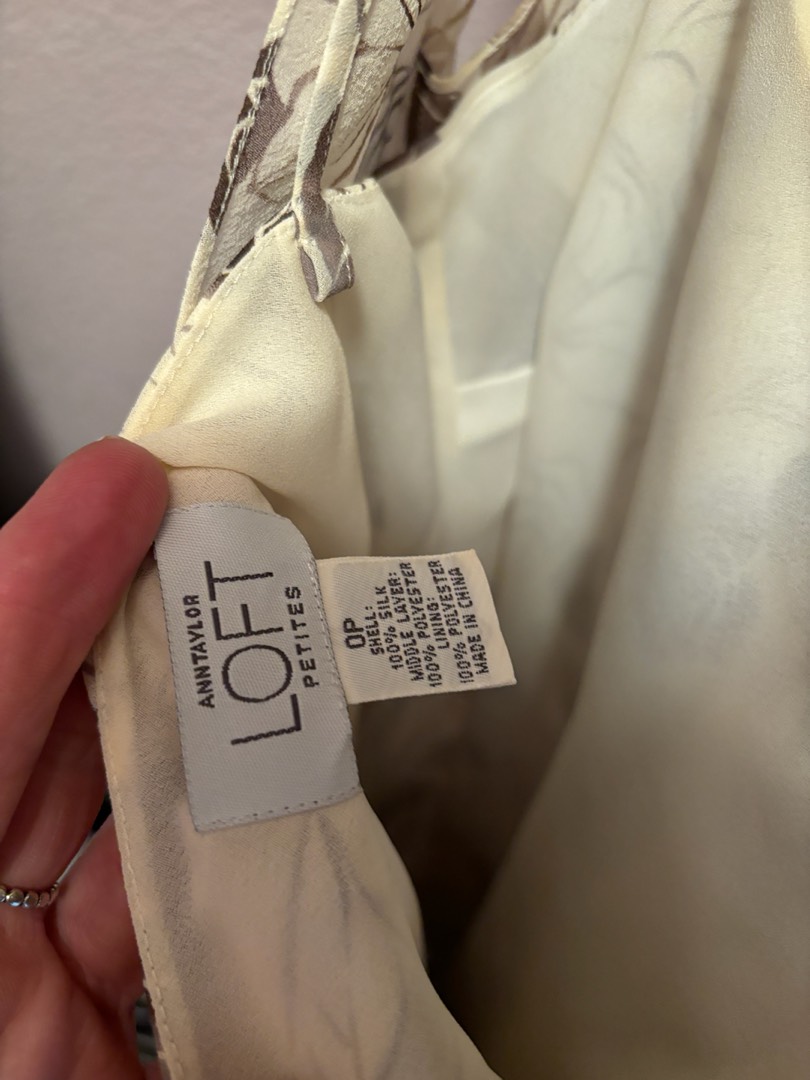 ANNTAYLOR
LOFT
PETITES
0P
SHELL:
100% SILK
MIDDLE LAYER:
100% POLYESTER
LINING:
100% POLYESTER
MADE IN CHINA